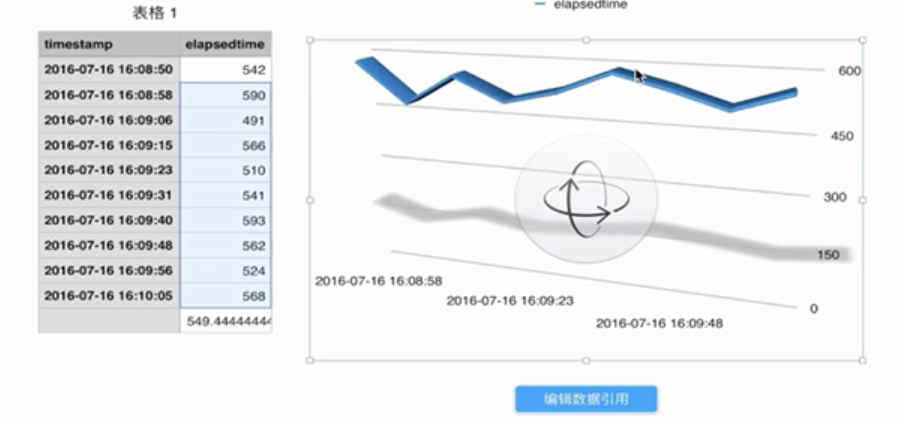 表格 1
timestamp elapsedtime
2016-07-16 16:08:50 542
2016-07-16 16:08:58 590
2016-07-16 16:09:06 491
2016-07-16 16:09:15 566
2016-07-16 16:09:23 510
2016-07-16 16:09:31 541
2016-07-16 16:09:40 593
2016-07-16 16:09:48 562
2016-07-16 16:09:56 524
2016-07-16 16:10:05 568
549.44444444
elapsedtime
600
450
300
150
0
2016-07-16 16:08:58
2016-07-16 16:09:23
2016-07-16 16:09:48
编辑数据引用